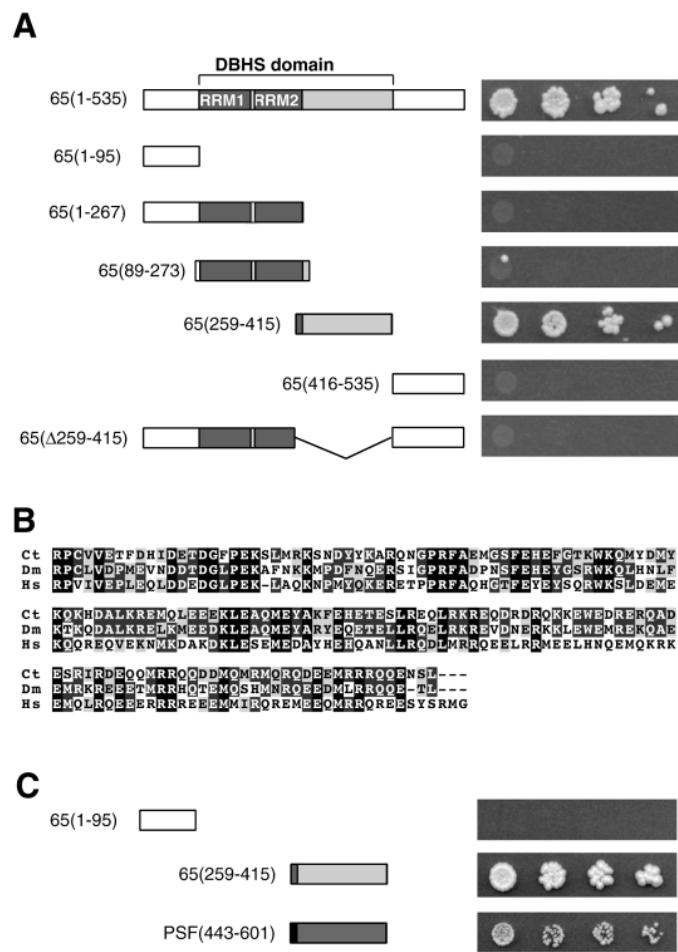 A
DBHS domain
65(1-535)
RRM1 RRM2
65(1-95)
65(1-267)
65(89-273)
65(259-415)
65(416-535)
65(Δ259-415)
B
Ct RPCVVETFDHIDETDGFPEKSLMRKSNDYYKARQNGPRFAEMGSFEHEFGTKWKQMYDMY
Dm RPCLVDPMEVNDDTDGLPEKAFNKKMPDFNQERSIGPRFADPNSFEHEYGSRWKQLHNLF
Hs RPVIVEPLEQLDDEDGLPEK-LAQKNPMYQKERETPPRFAQHGTFEYEYSQRWKSLDEME
Ct KQKHDALKREMQLEEEKLEAQMEYAKFEHETESLREQLRKREQDRDRQKKEWEDRERQAD
Dm KTKQDALKRELKMEEDKLEAQMEYARYEQETELLRQELRKREVDNERKKLEWEMREKQAE
Hs KQQREQVEKNMKDAKDKLESEMEDAYHEHQANLLRQDLMRRQEELRRMEELHNQEMQKRK
Ct ESRIRDEQQMRRQQDDMQMRMQRQDEEMRRRQQENSL---
Dm EMRKREEETMRRHQTEMQSHMNRQEEDMLRRQQE-TL---
Hs EMQLRQEEERRRREEEMMIRQREMEEQMRRQREESYSRMG
C
65(1-95)
65(259-415)
PSF(443-601)